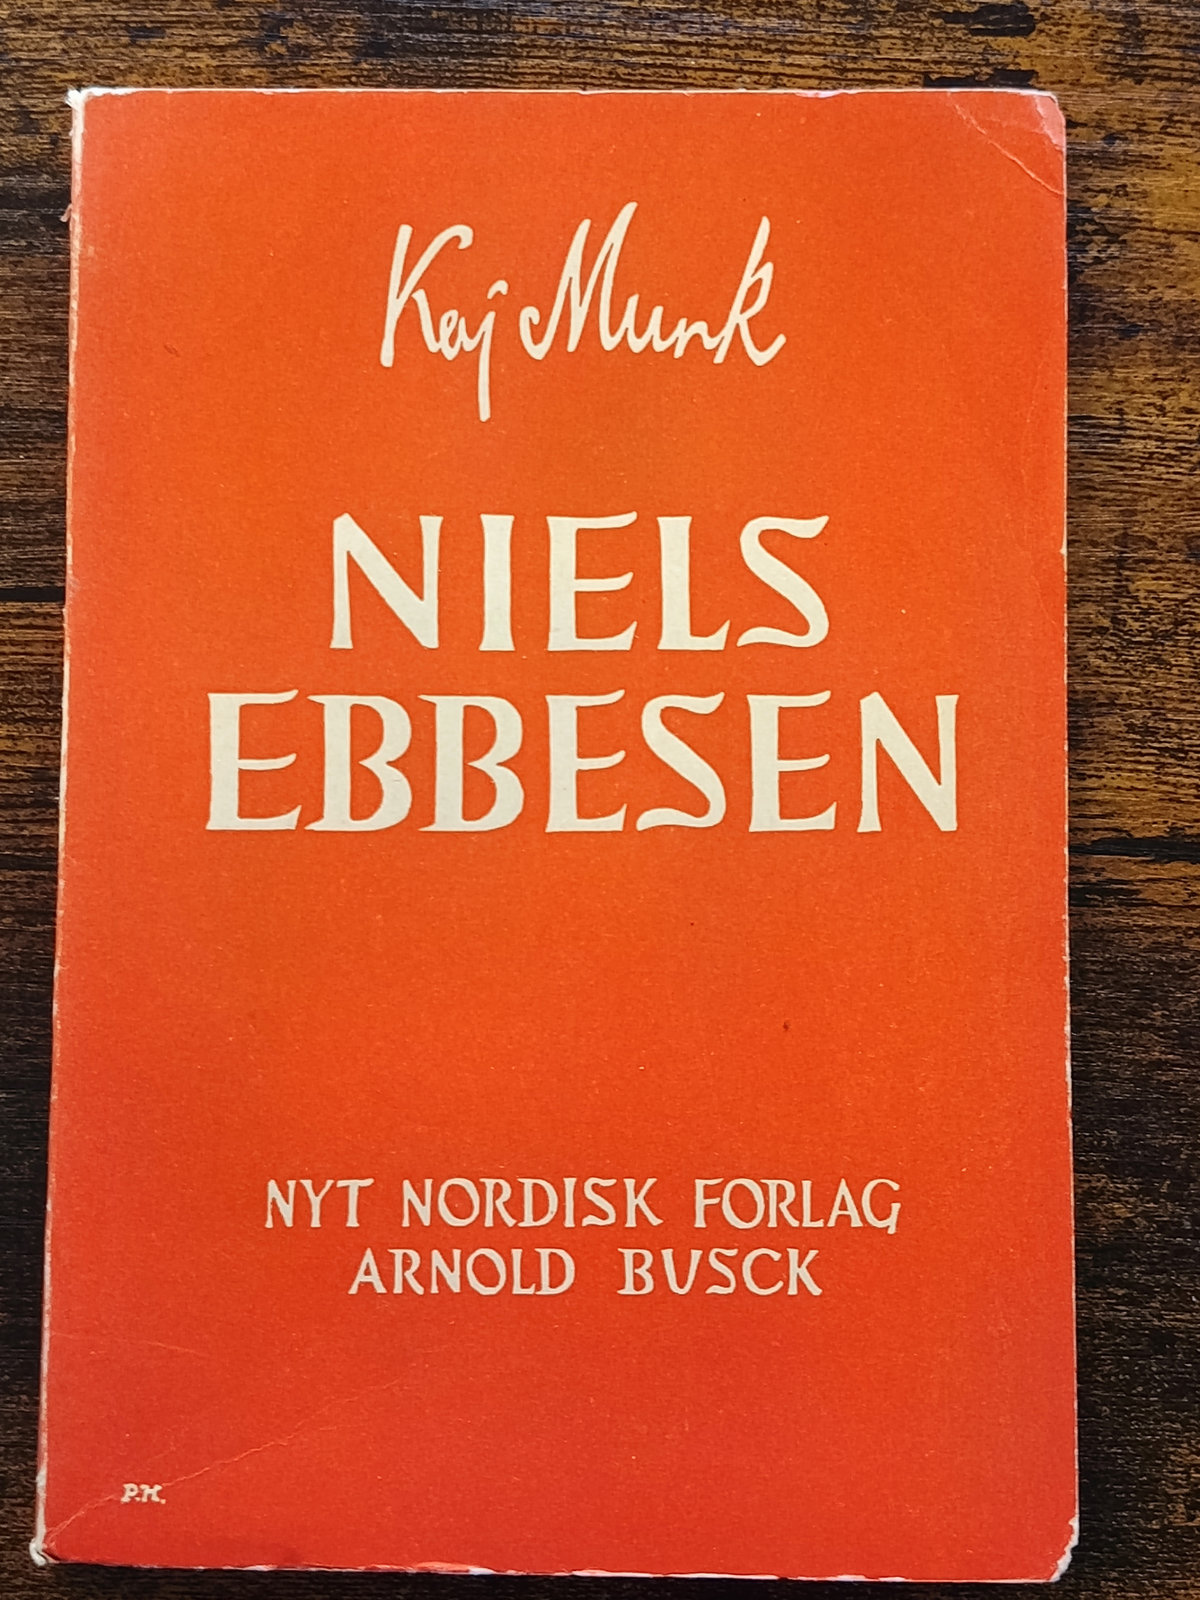 Kaj Munk
NIELS
EBBESEN
NYT NORDISK FORLAG
ARNOLD BUSCK
P.H.